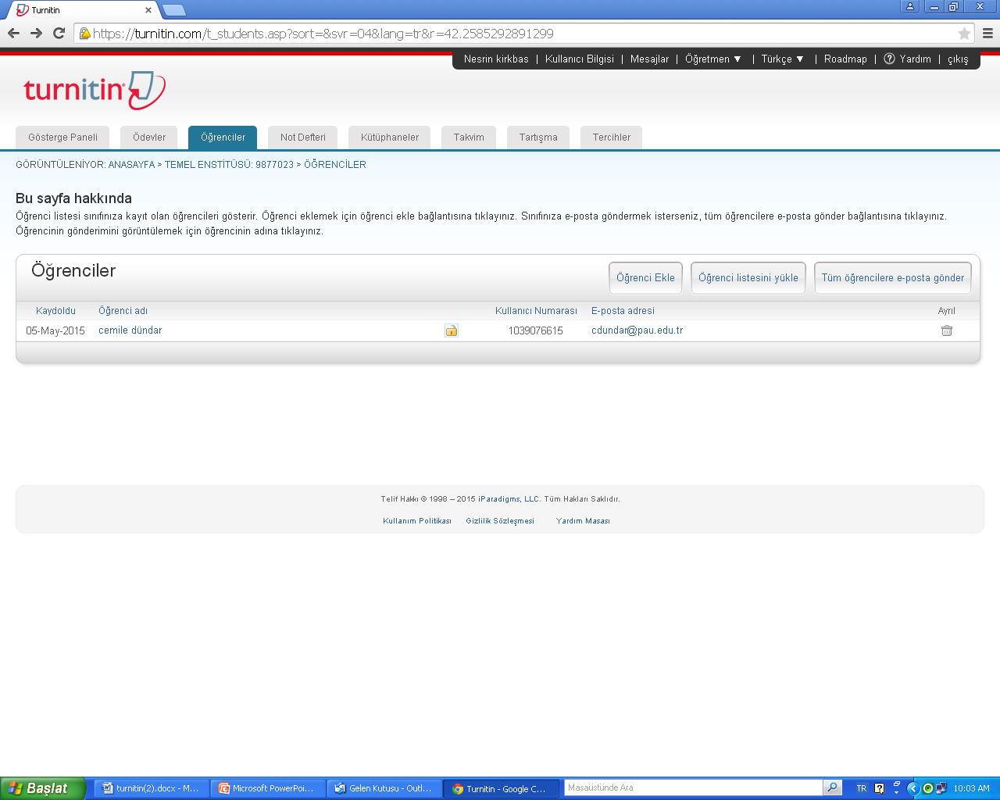 Turnitin
https://turnitin.com/t_students.asp?sort=&svr=04&lang=tr&r=42.2585292891299
Nesrin kirkbas | Kullanıcı Bilgisi | Mesajlar | Öğretmen ▼ | Türkçe ▼ | Roadmap | ? Yardım | çıkış
turnitin
Gösterge Paneli Ödevler Öğrenciler Not Defteri Kütüphaneler Takvim Tartışma Tercihler
GÖRÜNTÜLENİYOR: ANASAYFA > TEMEL ENSTİTÜSÜ: 9877023 > ÖĞRENCİLER
Bu sayfa hakkında
Öğrenci listesi sınıfınıza kayıt olan öğrencileri gösterir. Öğrenci eklemek için öğrenci ekle bağlantısına tıklayınız. Sınıfınıza e-posta göndermek isterseniz, tüm öğrencilere e-posta gönder bağlantısına tıklayınız.
Öğrencinin gönderimini görüntülemek için öğrencinin adına tıklayınız.
Öğrenciler
Öğrenci Ekle Öğrenci listesini yükle Tüm öğrencilere e-posta gönder
Kaydoldu Öğrenci adı Kullanıcı Numarası E-posta adresi Ayrıl
05-May-2015 cemile dündar 1039076615 cdundar@pau.edu.tr
Telif Hakkı © 1998 – 2015 iParadigms, LLC. Tüm Hakları Saklıdır.
Kullanım Politikası Gizlilik Sözleşmesi Yardım Masası
Başlat turnitin(2).docx - M... Microsoft PowerPoi... Gelen Kutusu - Outl... Turnitin - Google C... Masaüstünde Ara TR 10:03 AM